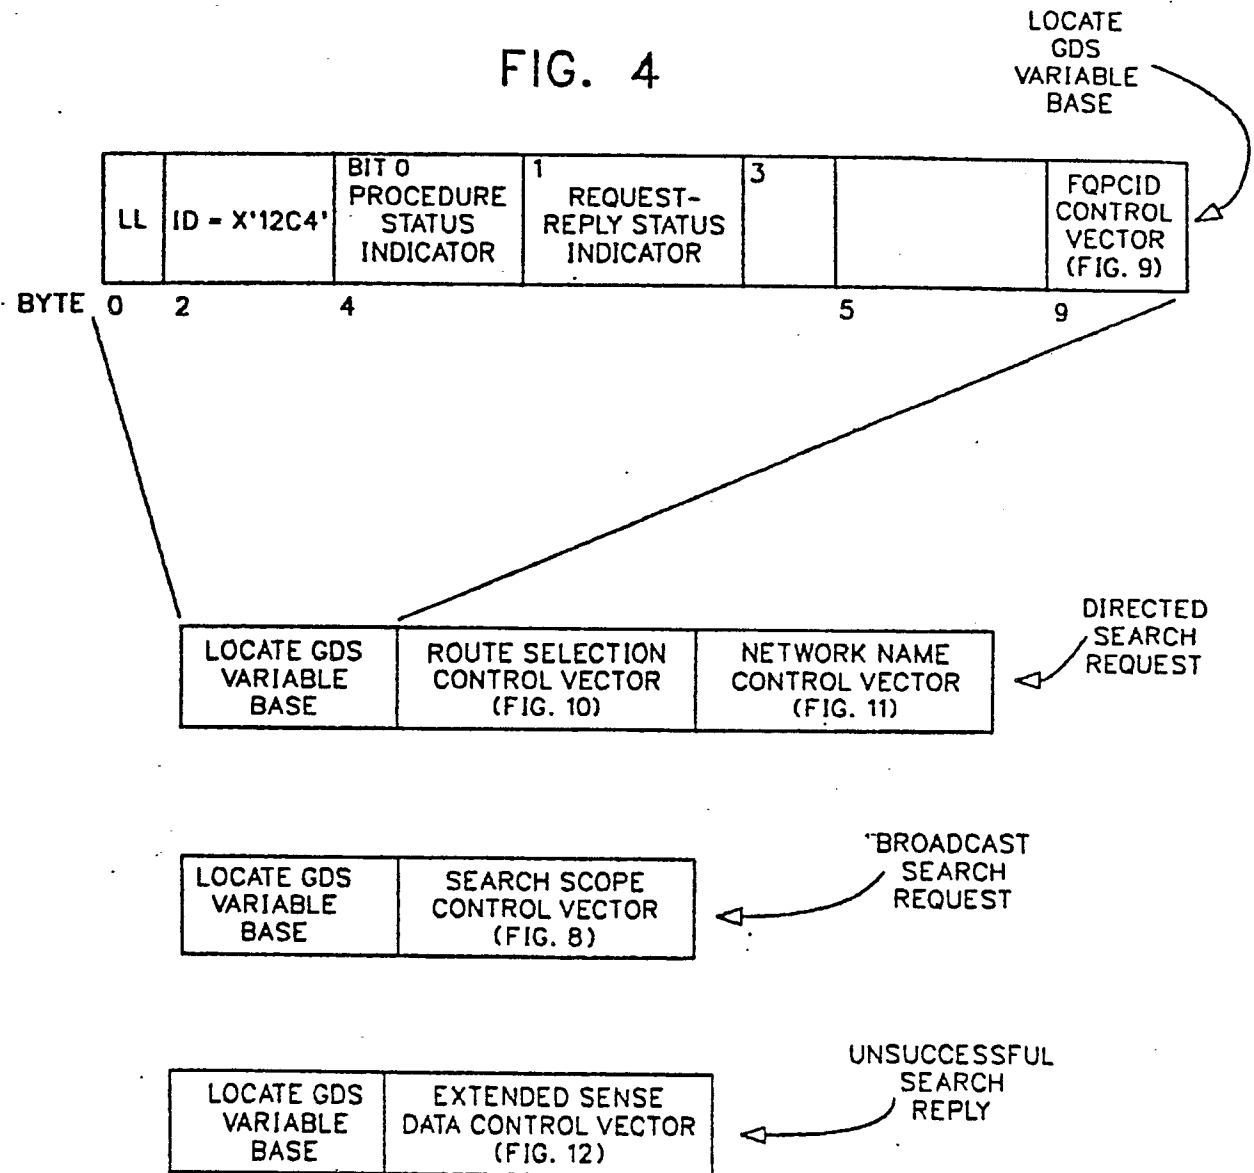 FIG. 4
LOCATE
GDS
VARIABLE
BASE
LL
ID = X'12C4'
BIT 0
PROCEDURE
STATUS
INDICATOR
1
REQUEST-
REPLY STATUS
INDICATOR
3
FQPCID
CONTROL
VECTOR
(FIG. 9)
BYTE 0 2 4 5 9
LOCATE GDS
VARIABLE
BASE
ROUTE SELECTION
CONTROL VECTOR
(FIG. 10)
NETWORK NAME
CONTROL VECTOR
(FIG. 11)
DIRECTED
SEARCH
REQUEST
LOCATE GDS
VARIABLE
BASE
SEARCH SCOPE
CONTROL VECTOR
(FIG. 8)
BROADCAST
SEARCH
REQUEST
LOCATE GDS
VARIABLE
BASE
EXTENDED SENSE
DATA CONTROL VECTOR
(FIG. 12)
UNSUCCESSFUL
SEARCH
REPLY